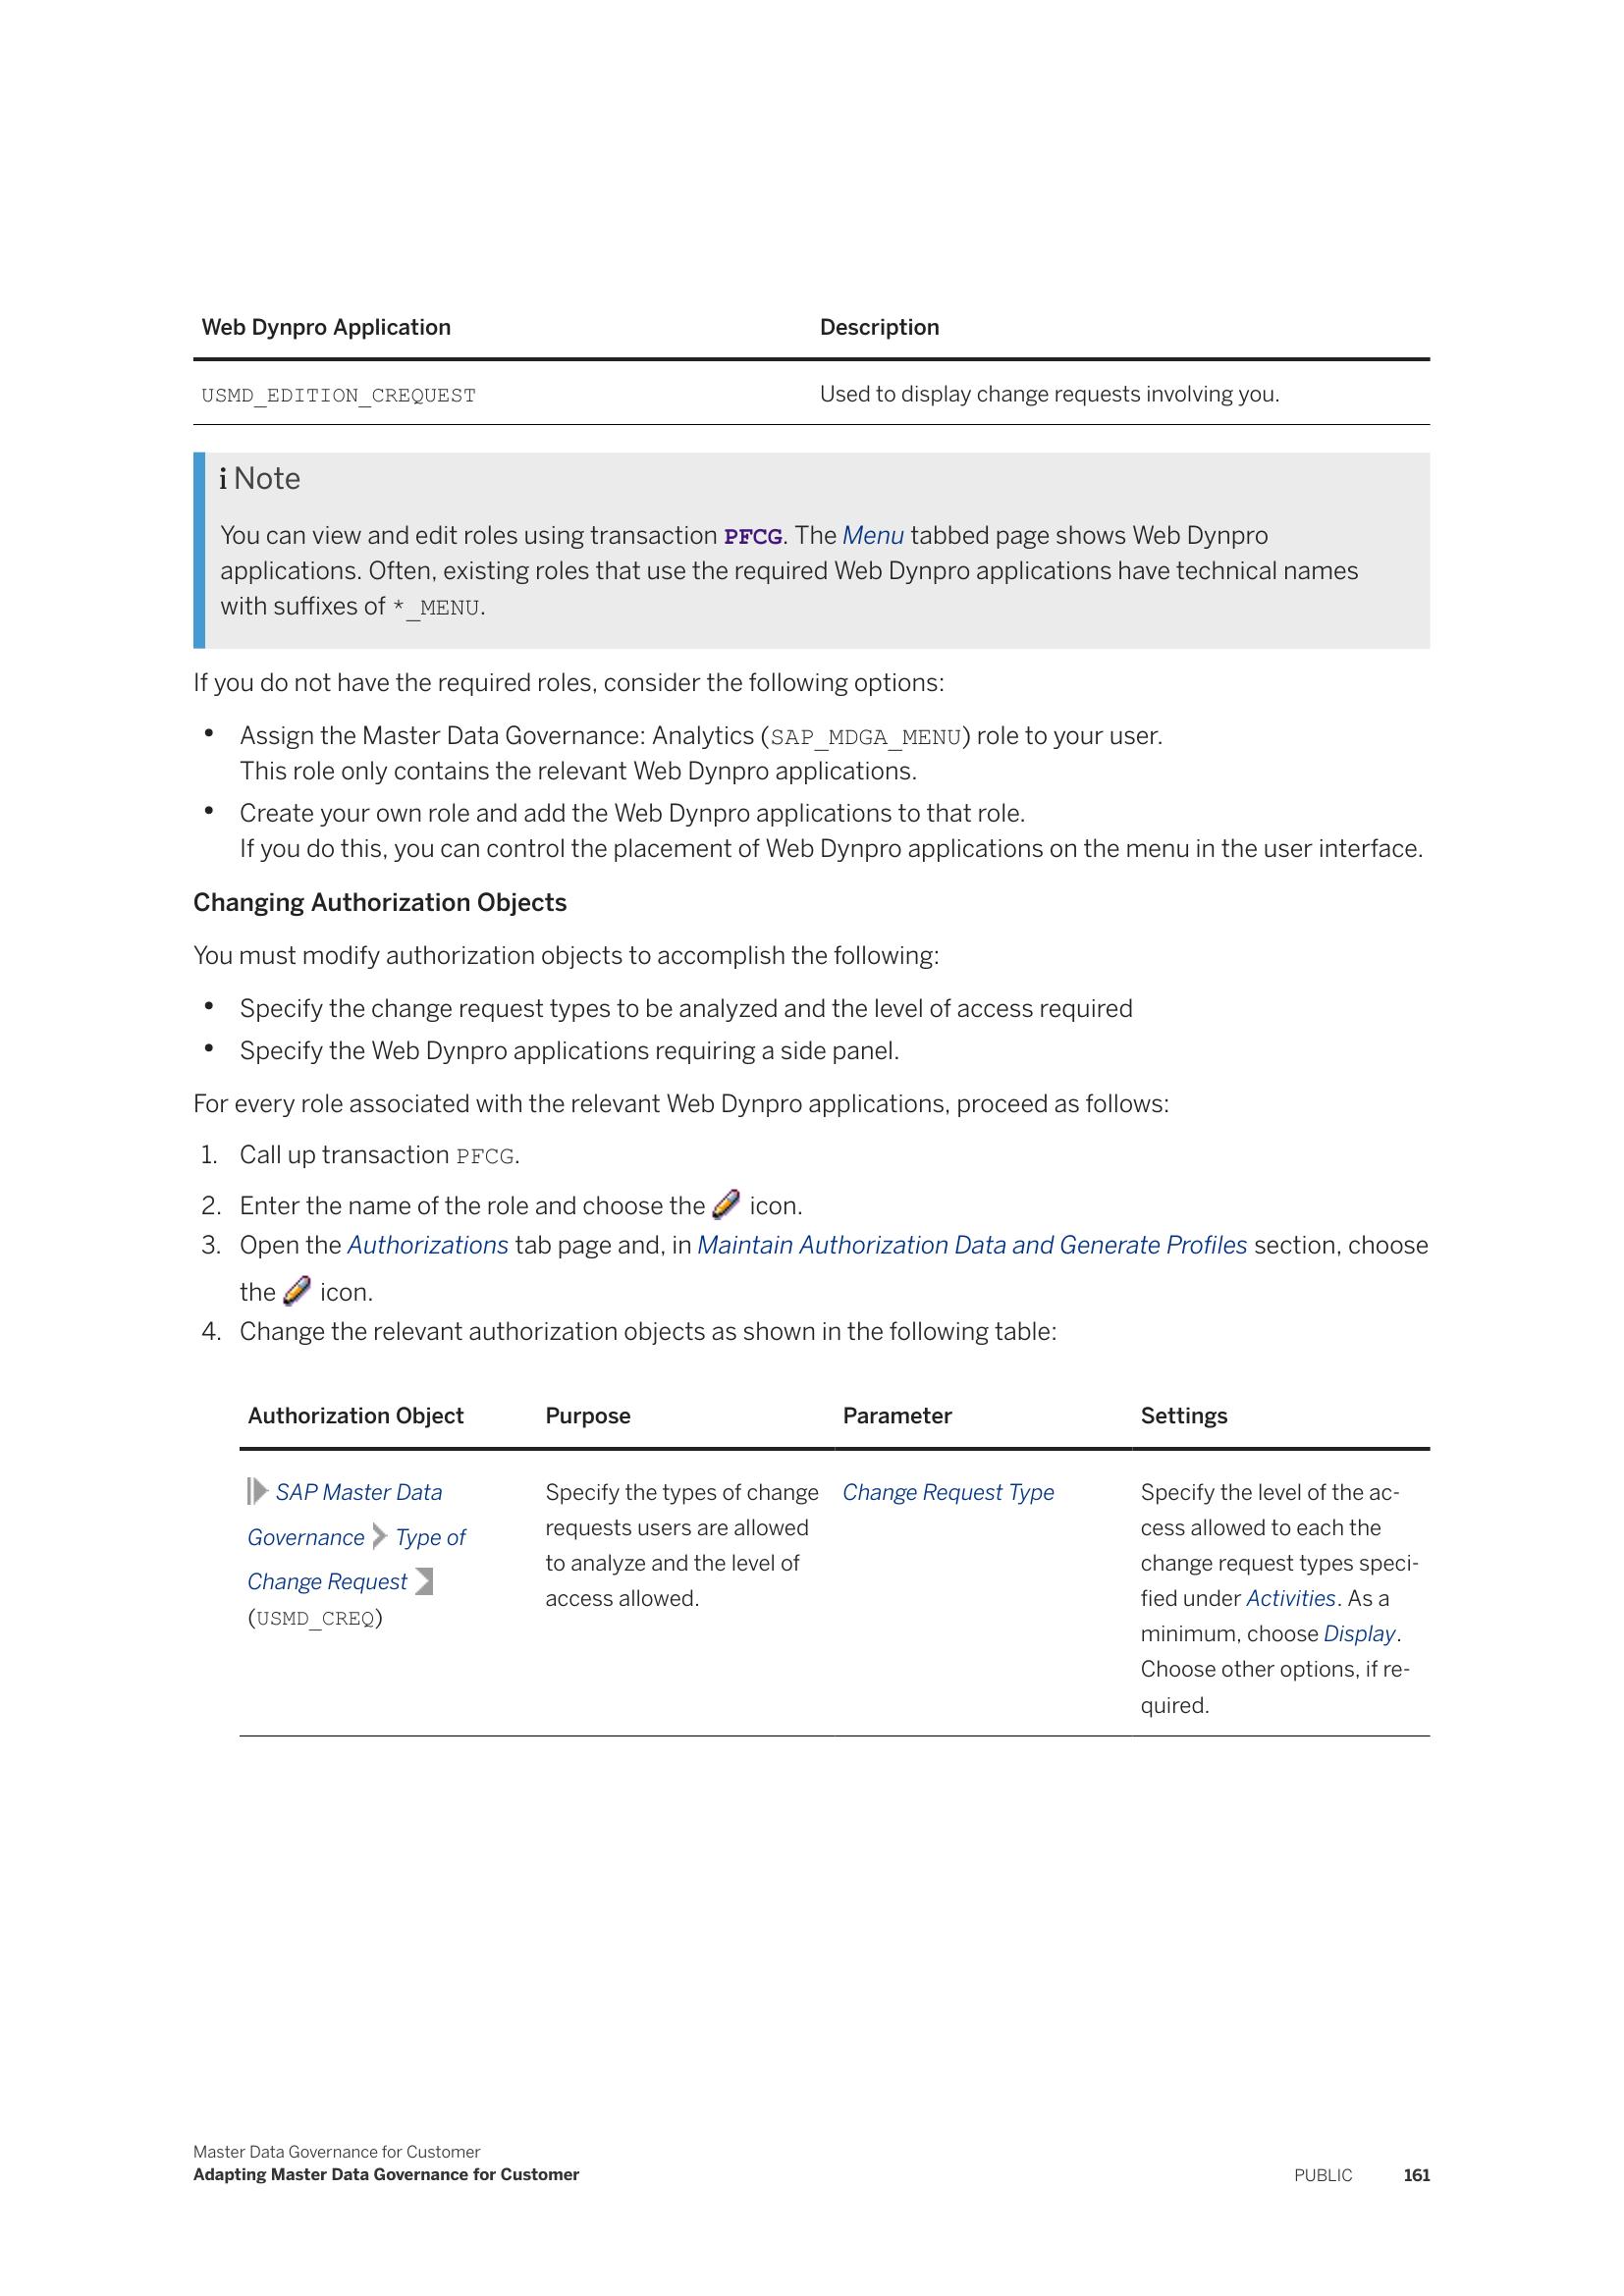 Web Dynpro Application Description
USMD_EDITION_CREQUEST Used to display change requests involving you.
i Note
You can view and edit roles using transaction PFCG. The Menu tabbed page shows Web Dynpro
applications. Often, existing roles that use the required Web Dynpro applications have technical names
with suffixes of *_MENU.
If you do not have the required roles, consider the following options:
• Assign the Master Data Governance: Analytics (SAP_MDGA_MENU) role to your user.
This role only contains the relevant Web Dynpro applications.
• Create your own role and add the Web Dynpro applications to that role.
If you do this, you can control the placement of Web Dynpro applications on the menu in the user interface.
Changing Authorization Objects
You must modify authorization objects to accomplish the following:
• Specify the change request types to be analyzed and the level of access required
• Specify the Web Dynpro applications requiring a side panel.
For every role associated with the relevant Web Dynpro applications, proceed as follows:
1. Call up transaction PFCG.
2. Enter the name of the role and choose the icon.
3. Open the Authorizations tab page and, in Maintain Authorization Data and Generate Profiles section, choose
the icon.
4. Change the relevant authorization objects as shown in the following table:
Authorization Object Purpose Parameter Settings
SAP Master Data
Governance Type of
Change Request
(USMD_CREQ)
Specify the types of change
requests users are allowed
to analyze and the level of
access allowed.
Change Request Type
Specify the level of the ac-
cess allowed to each the
change request types speci-
fied under Activities. As a
minimum, choose Display.
Choose other options, if re-
quired.
Master Data Governance for Customer
Adapting Master Data Governance for Customer PUBLIC 161